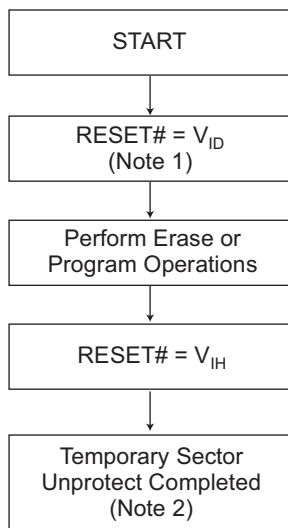 START
RESET# = VID
(Note 1)
Perform Erase or
Program Operations
RESET# = VIH
Temporary Sector
Unprotect Completed
(Note 2)